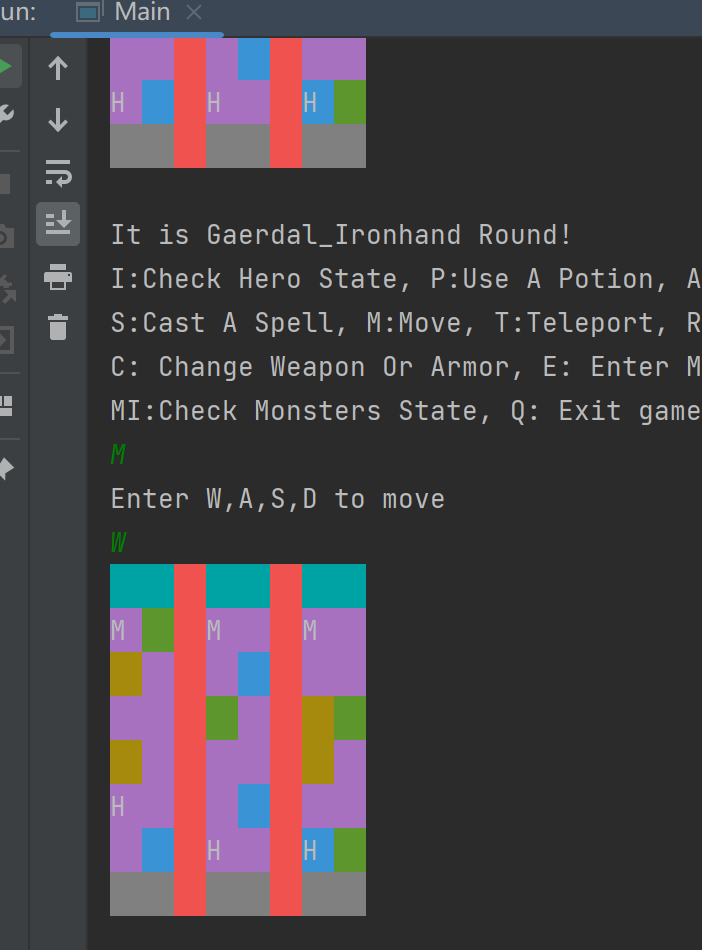 un: Main
H H H
It is Gaerdal_Ironhand Round!
I:Check Hero State, P:Use A Potion, A
S:Cast A Spell, M:Move, T:Teleport, R
C: Change Weapon Or Armor, E: Enter M
MI:Check Monsters State, Q: Exit game
M
Enter W,A,S,D to move
W
M M M
H
H H